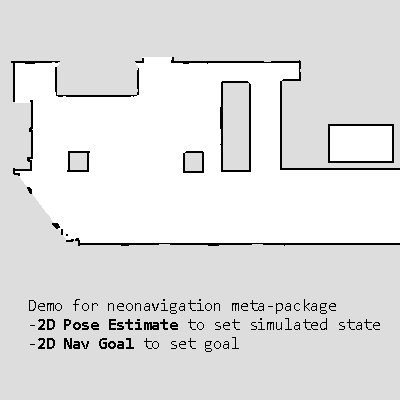 Demo for neonavigation meta-package
-2D Pose Estimate to set simulated state
-2D Nav Goal to set goal